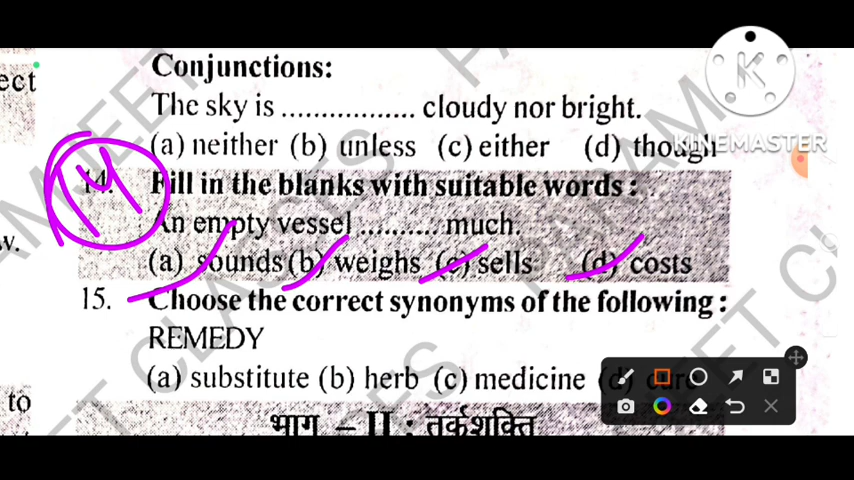 ect
Conjunctions:
The sky is ................. cloudy nor bright.
(a) neither (b) unless (c) either (d) though
KINEMASTER
14. Fill in the blanks with suitable words :
14
An empty vessel .......... much.
w.
(a) sounds (b) weighs (c) sells (d) costs
15. Choose the correct synonyms of the following :
REMEDY
(a) substitute (b) herb (c) medicine (d) cure
to
भाग – II : तर्कशक्ति